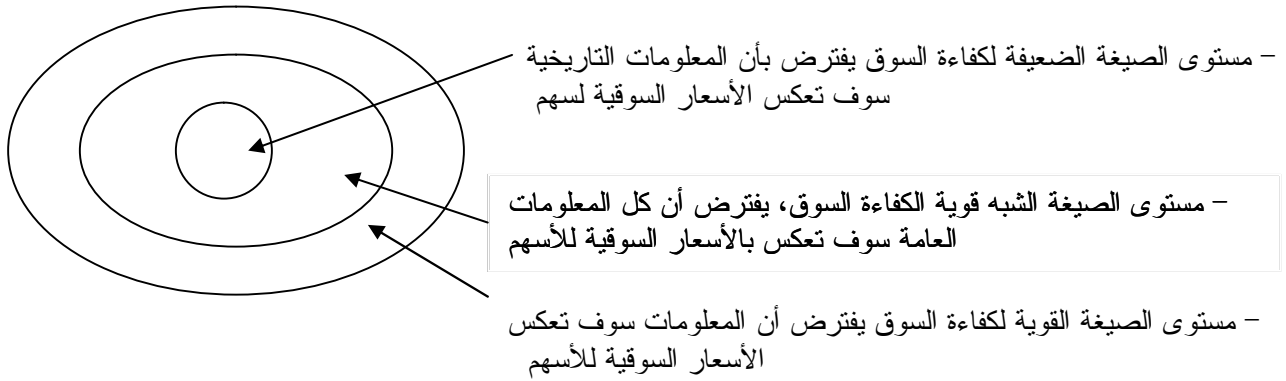 – مستوى الصيغة الضعيفة لكفاءة السوق يفترض بأن المعلومات التاريخية
سوف تعكس الأسعار السوقية لسهم
– مستوى الصيغة الشبه قوية الكفاءة السوق، يفترض أن كل المعلومات
العامة سوف تعكس بالأسعار السوقية للأسهم
– مستوى الصيغة القوية لكفاءة السوق يفترض أن المعلومات سوف تعكس
الأسعار السوقية للأسهم